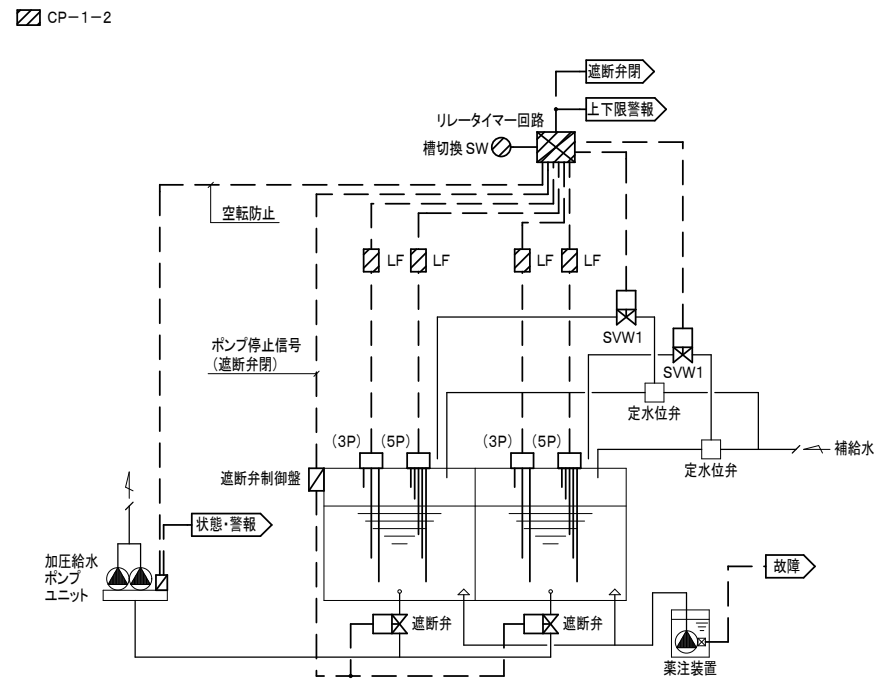 CP－1－2
遮断弁閉
上下限警報
リレータイマー回路
槽切換 SW
空転防止
LF
LF
LF
LF
SVW1
ポンプ停止信号
（遮断弁閉）
SVW1
定水位弁
（3P）
（5P）
（3P）
（5P）
補給水
定水位弁
遮断弁制御盤
状態・警報
加圧給水
ポンプ
ユニット
故障
遮断弁
遮断弁
薬注装置